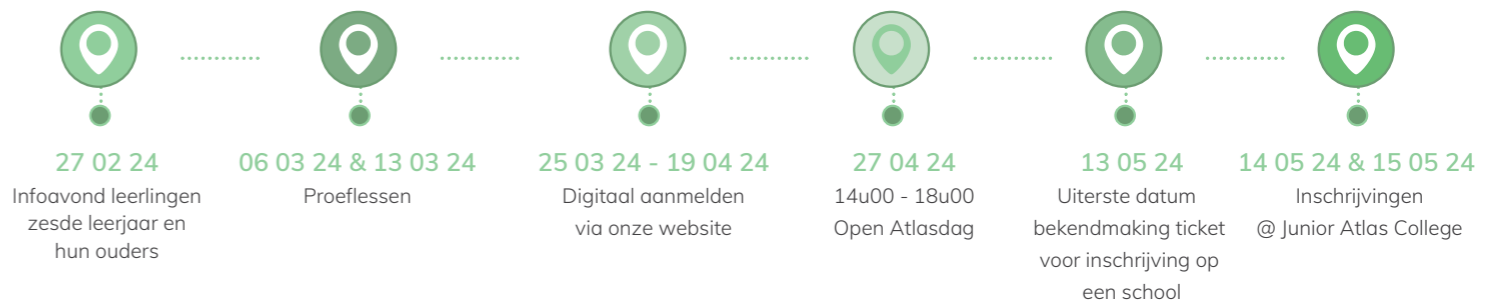 27 02 24
Infoavond leerlingen
zesde leerjaar en
hun ouders
06 03 24 & 13 03 24
Proeflessen
25 03 24 - 19 04 24
Digitaal aanmelden
via onze website
27 04 24
14u00 - 18u00
Open Atlasdag
13 05 24
Uiterste datum
bekendmaking ticket
voor inschrijving op
een school
14 05 24 & 15 05 24
Inschrijvingen
@ Junior Atlas College